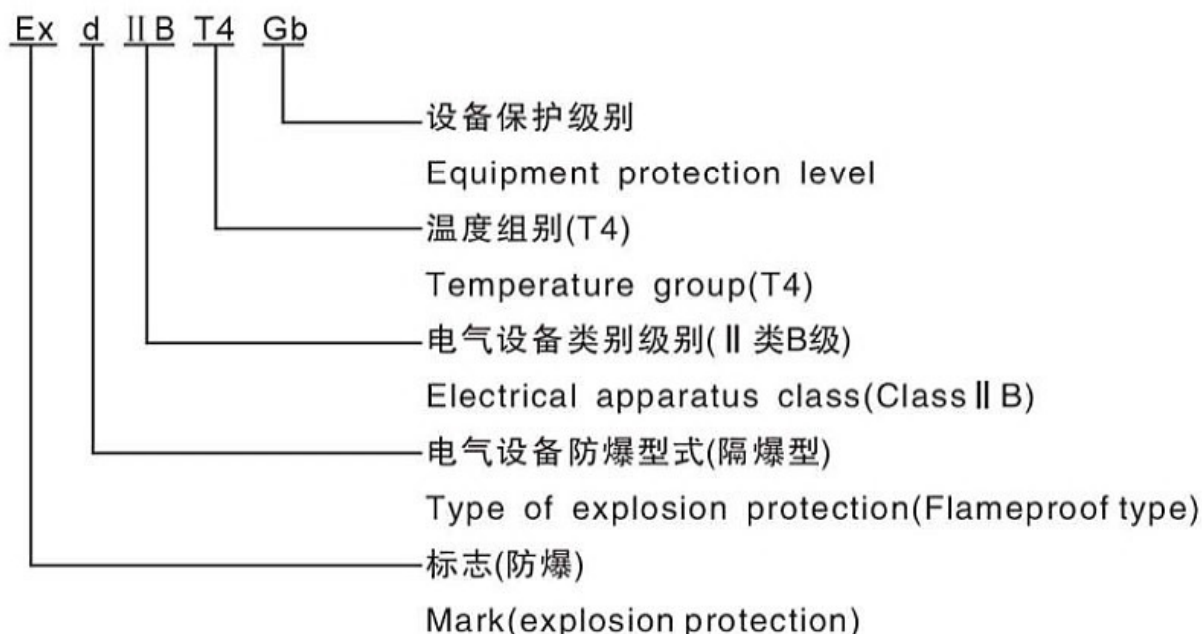 Ex d ⅡB T4 Gb
设备保护级别
Equipment protection level
温度组别(T4)
Temperature group(T4)
电气设备类别级别(Ⅱ类B级)
Electrical apparatus class(ClassⅡB)
电气设备防爆型式(隔爆型)
Type of explosion protection(Flameproof type)
标志(防爆)
Mark(explosion protection)